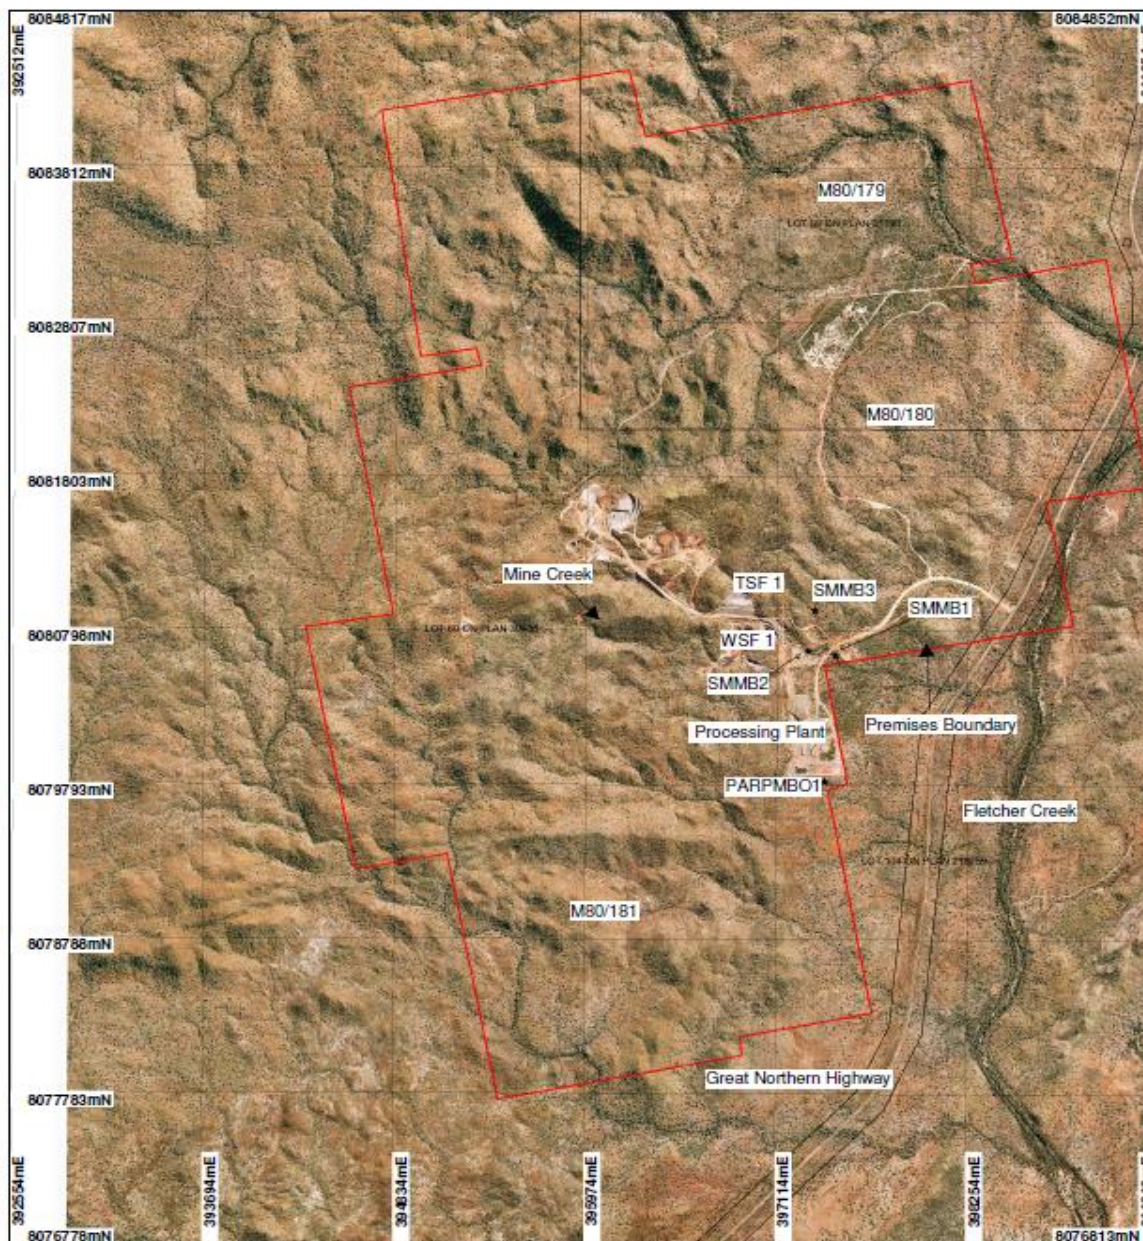 8084817mN
8084852mN
392512mE
8083812mN
M80/179
8082807mN
M80/180
8081803mN
Mine Creek
TSF 1
SMMB3
SMMB1
8080798mN
WSF 1
SMMB2
Processing Plant
Premises Boundary
8079793mN
PARPMBO1
Fletcher Creek
M80/181
8078788mN
Great Northern Highway
8077783mN
392554mE
393694mE
394834mE
395974mE
397114mE
398254mE
8076778mN
8076813mN